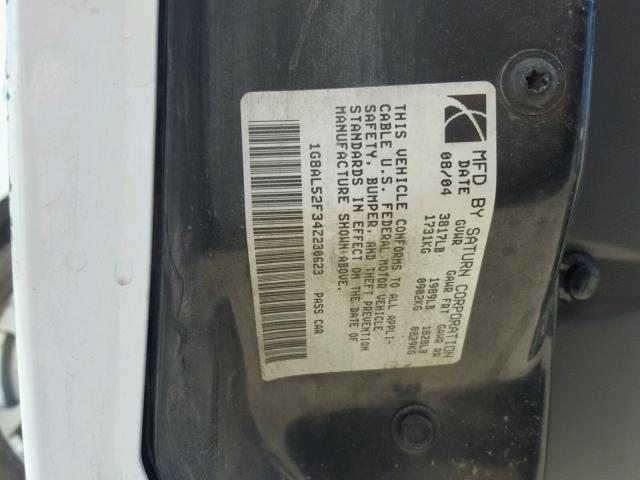 MFD BY SATURN CORPORATION
DATE GVWR GAWR FRT GAWR RR
08/04 3817LB 1989LB 1828LB
1731KG 0902KG 0829KG
THIS VEHICLE CONFORMS TO ALL APPLI-
CABLE U.S. FEDERAL MOTOR VEHICLE
SAFETY, BUMPER, AND THEFT PREVENTION
STANDARDS IN EFFECT ON THE DATE OF
MANUFACTURE SHOWN ABOVE.
1G8AL52F34Z230623 PASS CAR